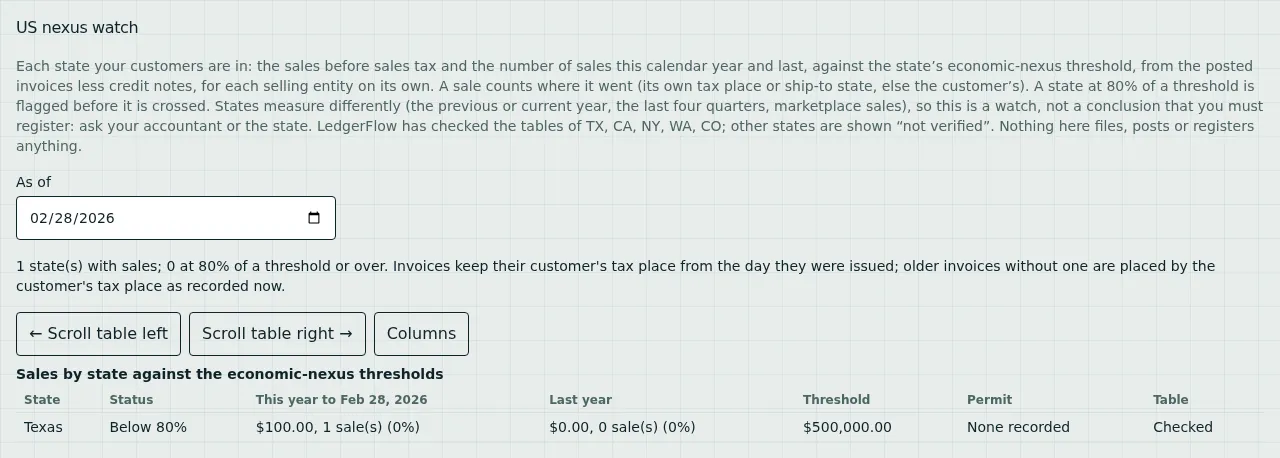 US nexus watch
Each state your customers are in: the sales before sales tax and the number of sales this calendar year and last, against the state’s economic-nexus threshold, from the posted
invoices less credit notes, for each selling entity on its own. A sale counts where it went (its own tax place or ship-to state, else the customer’s). A state at 80% of a threshold is
flagged before it is crossed. States measure differently (the previous or current year, the last four quarters, marketplace sales), so this is a watch, not a conclusion that you must
register: ask your accountant or the state. LedgerFlow has checked the tables of TX, CA, NY, WA, CO; other states are shown “not verified”. Nothing here files, posts or registers
anything.
As of
02/28/2026
1 state(s) with sales; 0 at 80% of a threshold or over. Invoices keep their customer's tax place from the day they were issued; older invoices without one are placed by the
customer's tax place as recorded now.
← Scroll table left Scroll table right → Columns
Sales by state against the economic-nexus thresholds
State Status This year to Feb 28, 2026 Last year Threshold Permit Table
Texas Below 80% $100.00, 1 sale(s) (0%) $0.00, 0 sale(s) (0%) $500,000.00 None recorded Checked